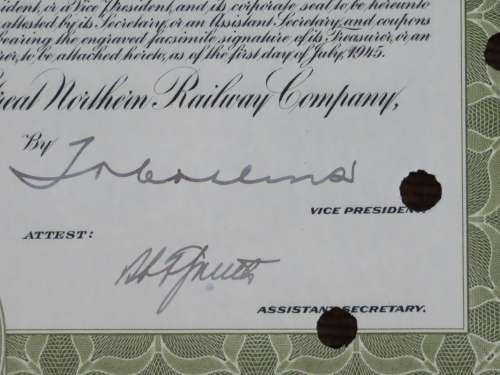 ident, or a Vice President, and its corporate seal to be hereunto
attested by its Secretary, or an Assistant Secretary, and coupons
bearing the engraved facsimile signature, of its Treasurer, or an
rer, to be attached hereto, as of the first day of July, 1945.
reat Northern Railway Company,
By
VICE PRESIDENT.
ATTEST:
ASSISTANT SECRETARY.